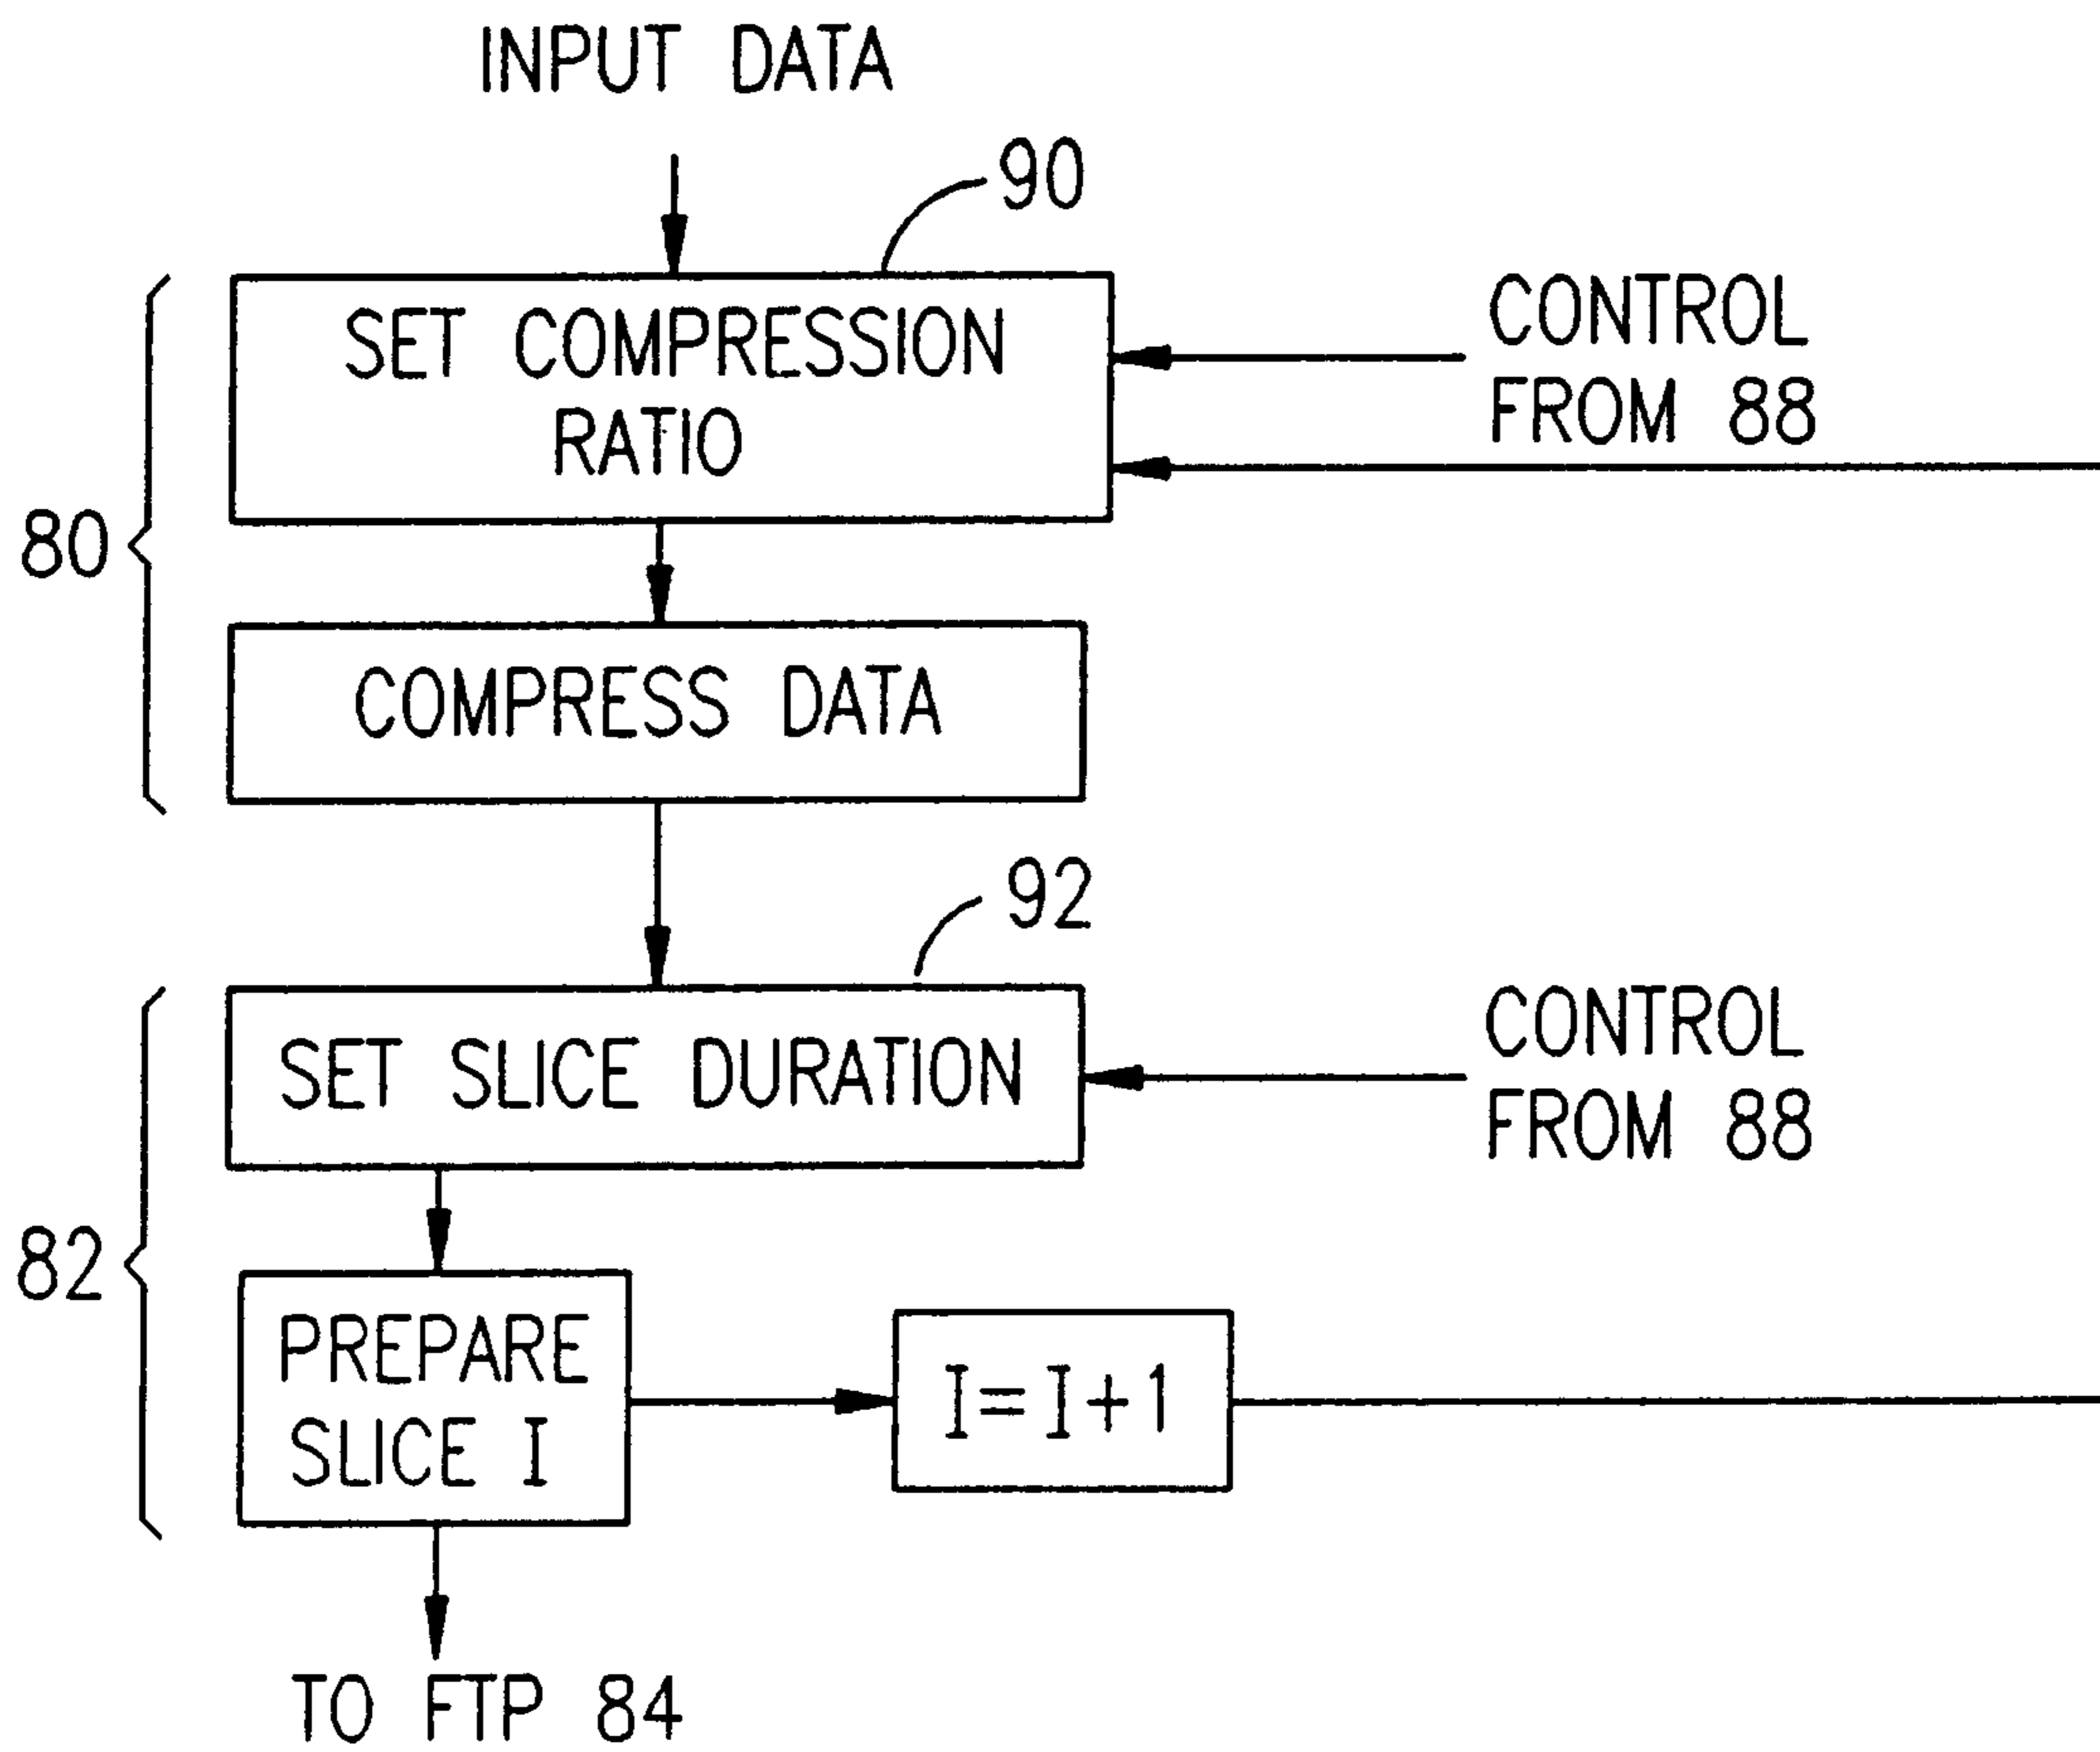 INPUT DATA
90
SET COMPRESSION
RATIO
CONTROL
FROM 88
80
COMPRESS DATA
92
SET SLICE DURATION
CONTROL
FROM 88
82
PREPARE
SLICE I
I=I+1
TO FTP 84